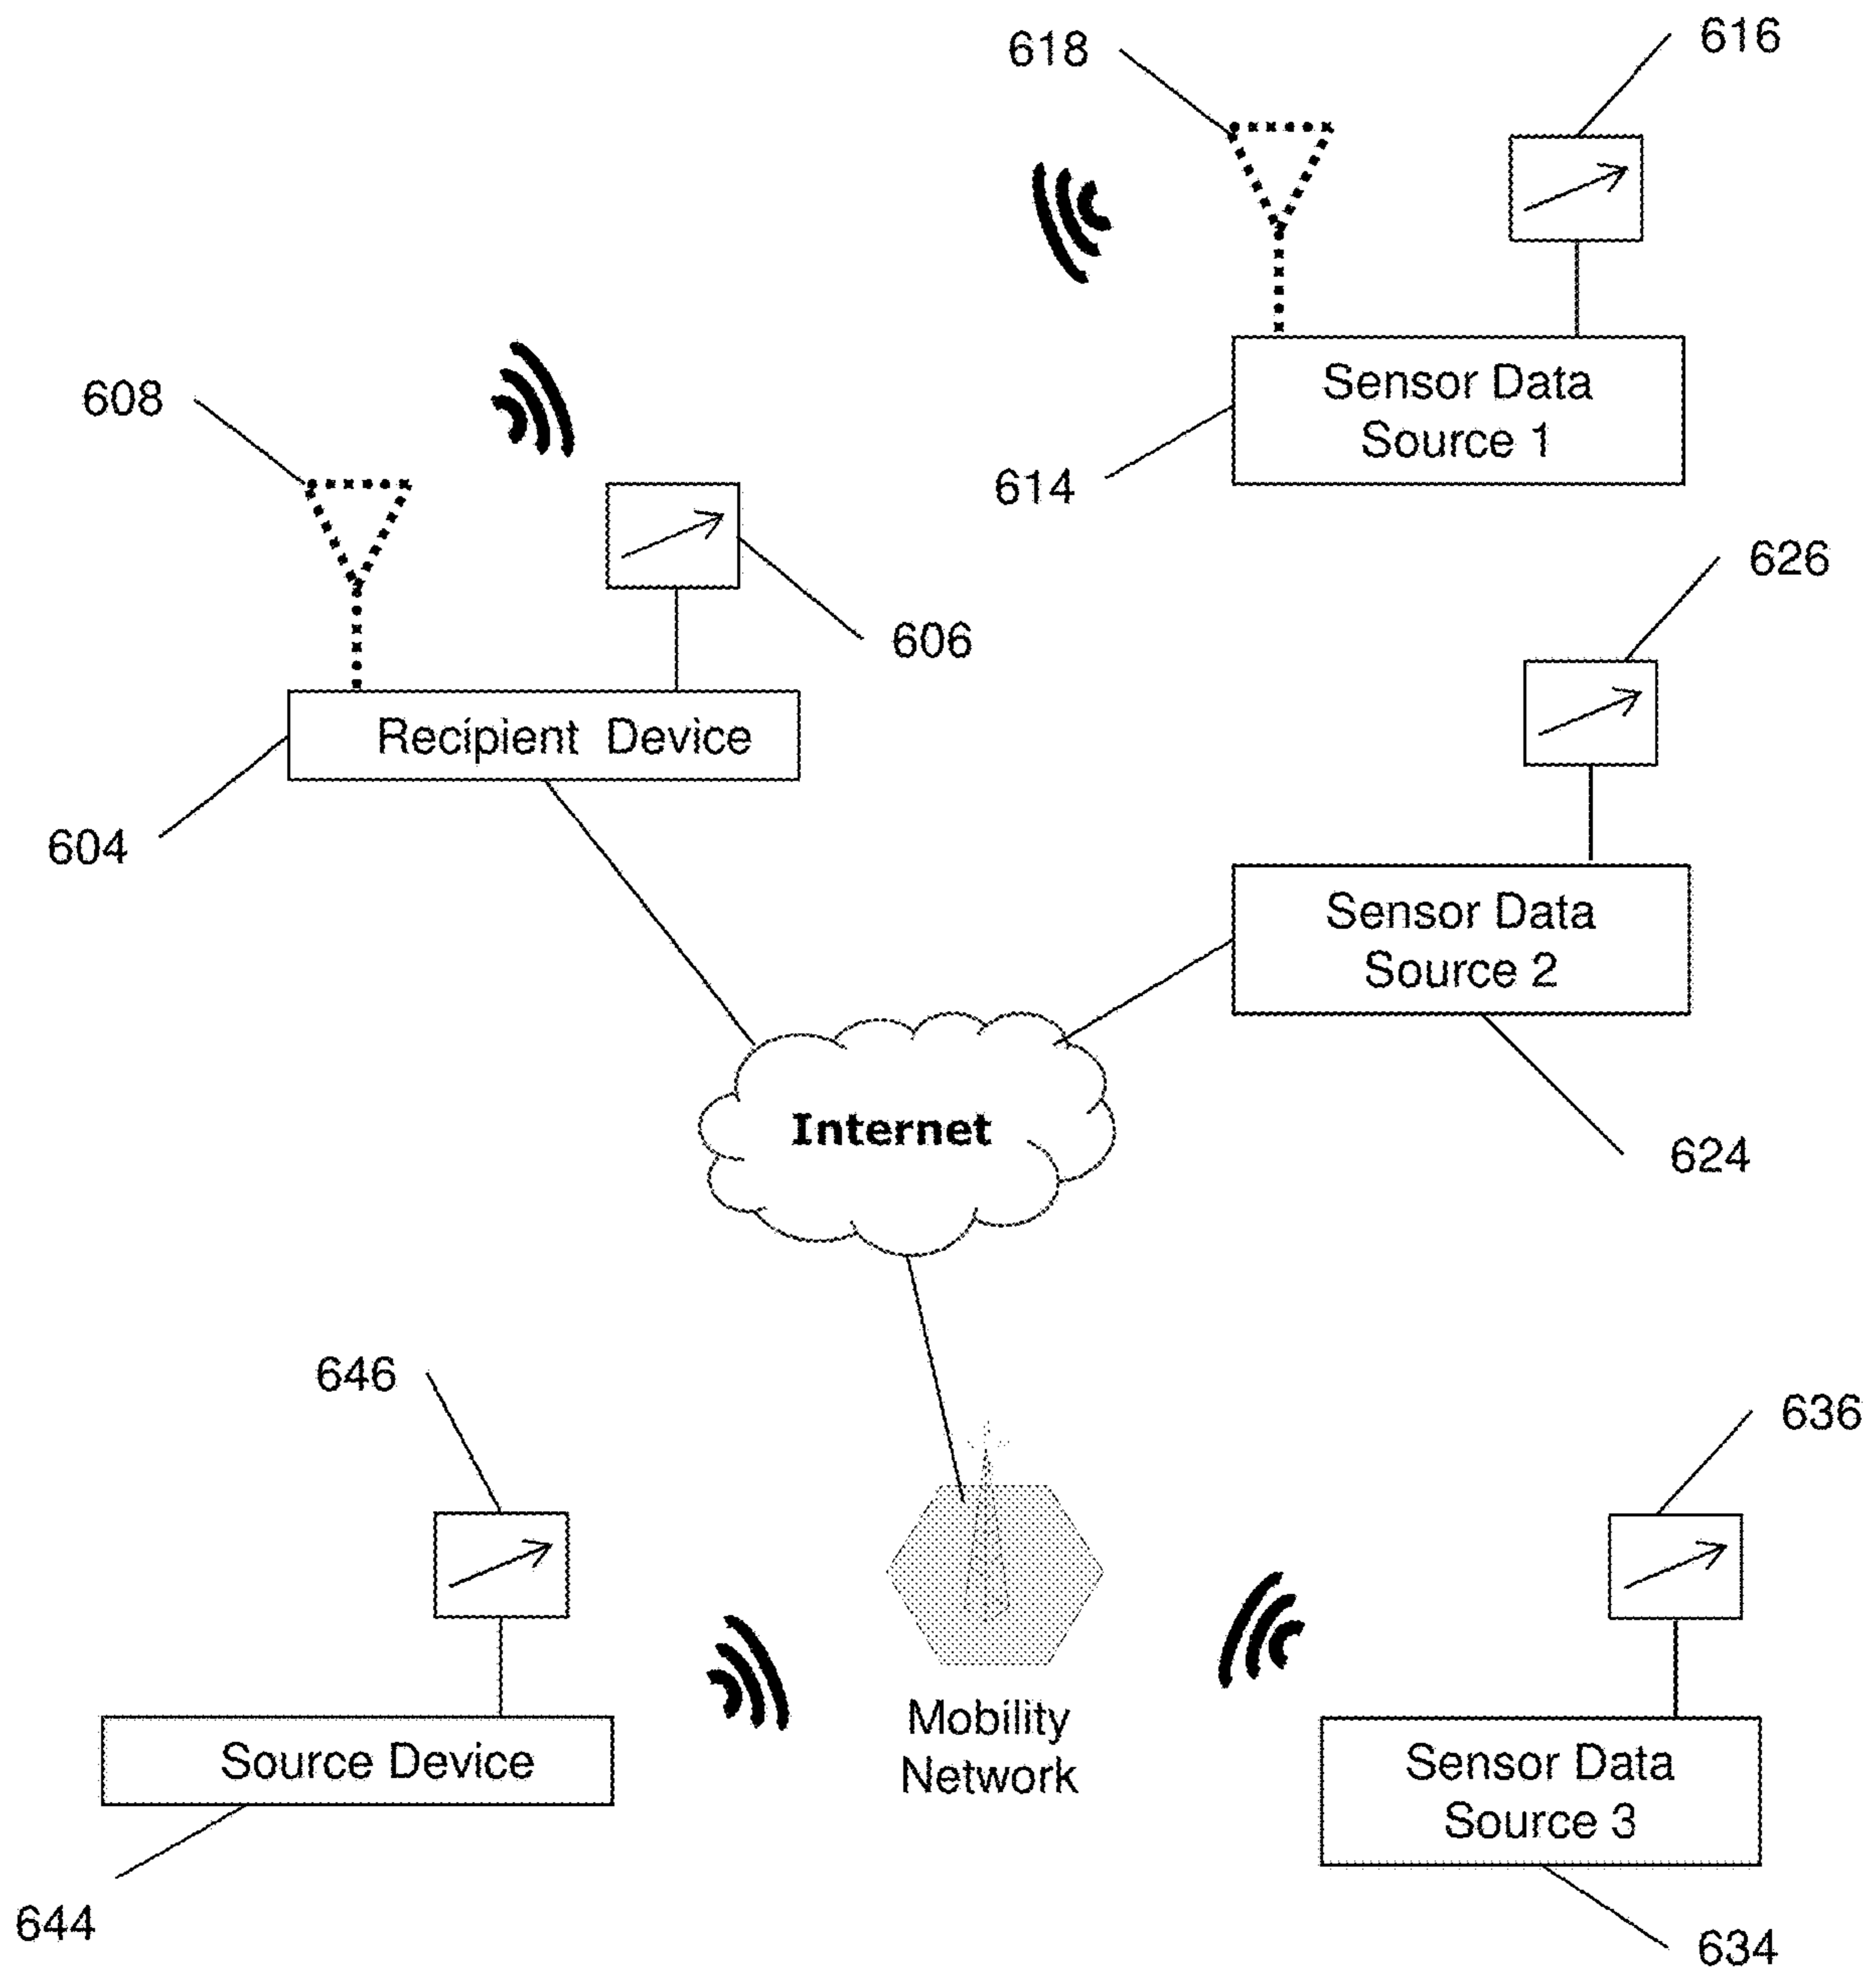 616
618
608
Sensor Data
Source 1
614
626
606
Recipient Device
604
Sensor Data
Source 2
Internet
624
646
636
Mobility
Network
Source Device
Sensor Data
Source 3
644
634